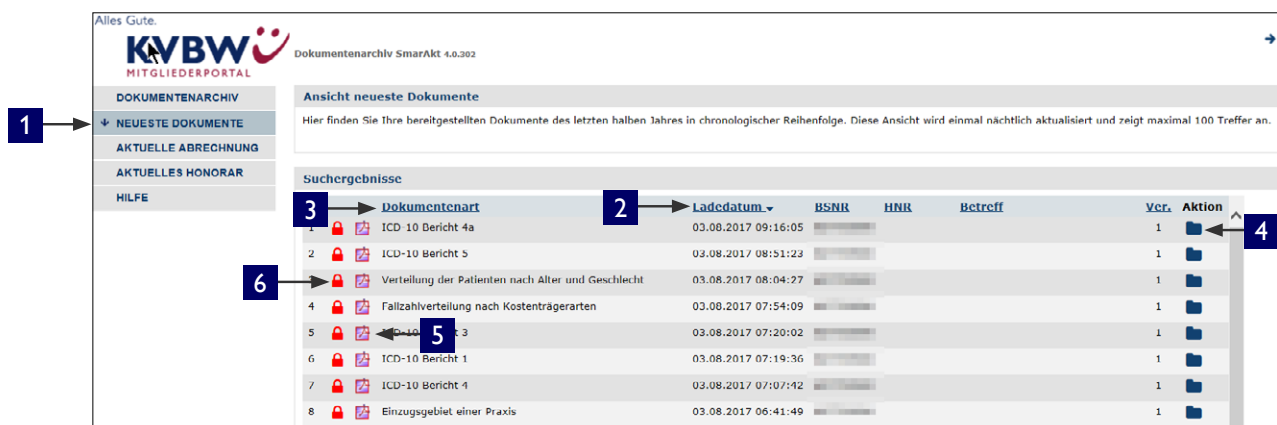 Alles Gute.
KVBW
MITGLIEDERPORTAL
Dokumentenarchiv SmarAkt 4.0.302
DOKUMENTENARCHIV
1 NEUESTE DOKUMENTE
AKTUELLE ABRECHNUNG
AKTUELLES HONORAR
HILFE
Ansicht neueste Dokumente
Hier finden Sie Ihre bereitgestellten Dokumente des letzten halben Jahres in chronologischer Reihenfolge. Diese Ansicht wird einmal nächtlich aktualisiert und zeigt maximal 100 Treffer an.
Suchergebnisse
3 Dokumentenart 2 Ladedatum BSNR HNR Betreff Ver. Aktion
1 ICD-10 Bericht 4a 03.08.2017 09:16:05 1 4
2 ICD-10 Bericht 5 03.08.2017 08:51:23 1
6 Verteilung der Patienten nach Alter und Geschlecht 03.08.2017 08:04:27 1
4 Fallzahlverteilung nach Kostenträgerarten 03.08.2017 07:54:09 1
5 5 3 03.08.2017 07:20:02 1
6 ICD-10 Bericht 1 03.08.2017 07:19:36 1
7 ICD-10 Bericht 4 03.08.2017 07:07:42 1
8 Einzugsgebiet einer Praxis 03.08.2017 06:41:49 1